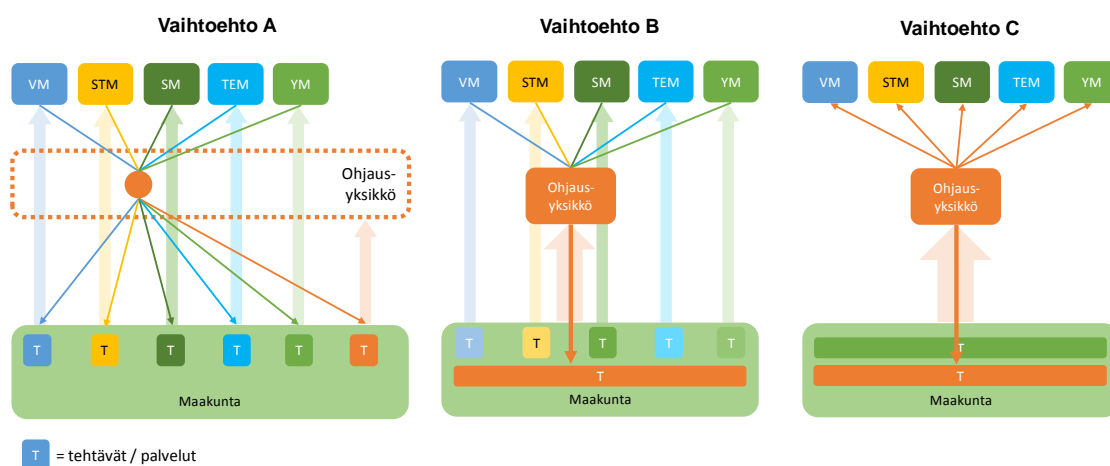 Vaihtoehto A
VM STM SM TEM YM
Ohjaus-
yksikkö
T T T T T T
Maakunta
Vaihtoehto B
VM STM SM TEM YM
Ohjaus-
yksikkö
T T T T T
T
Maakunta
Vaihtoehto C
VM STM SM TEM YM
Ohjaus-
yksikkö
T
T
Maakunta
T = tehtävät / palvelut